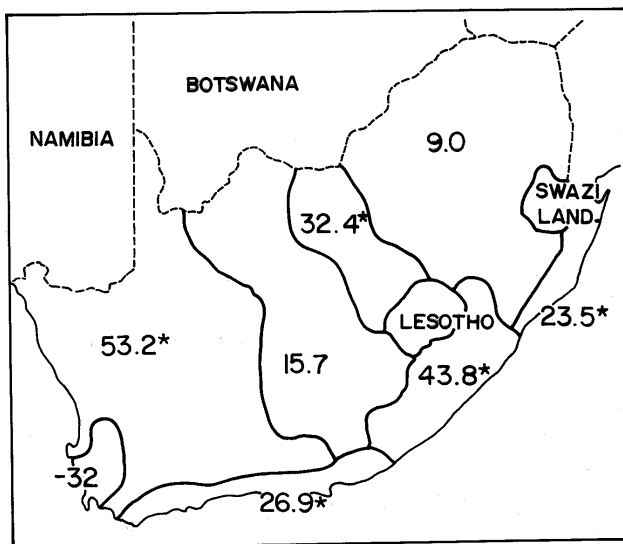 BOTSWANA
NAMIBIA
9.0
SWAZI
LAND.
32.4*
LESOTHO
23.5*
53.2*
15.7
43.8*
-32
26.9*